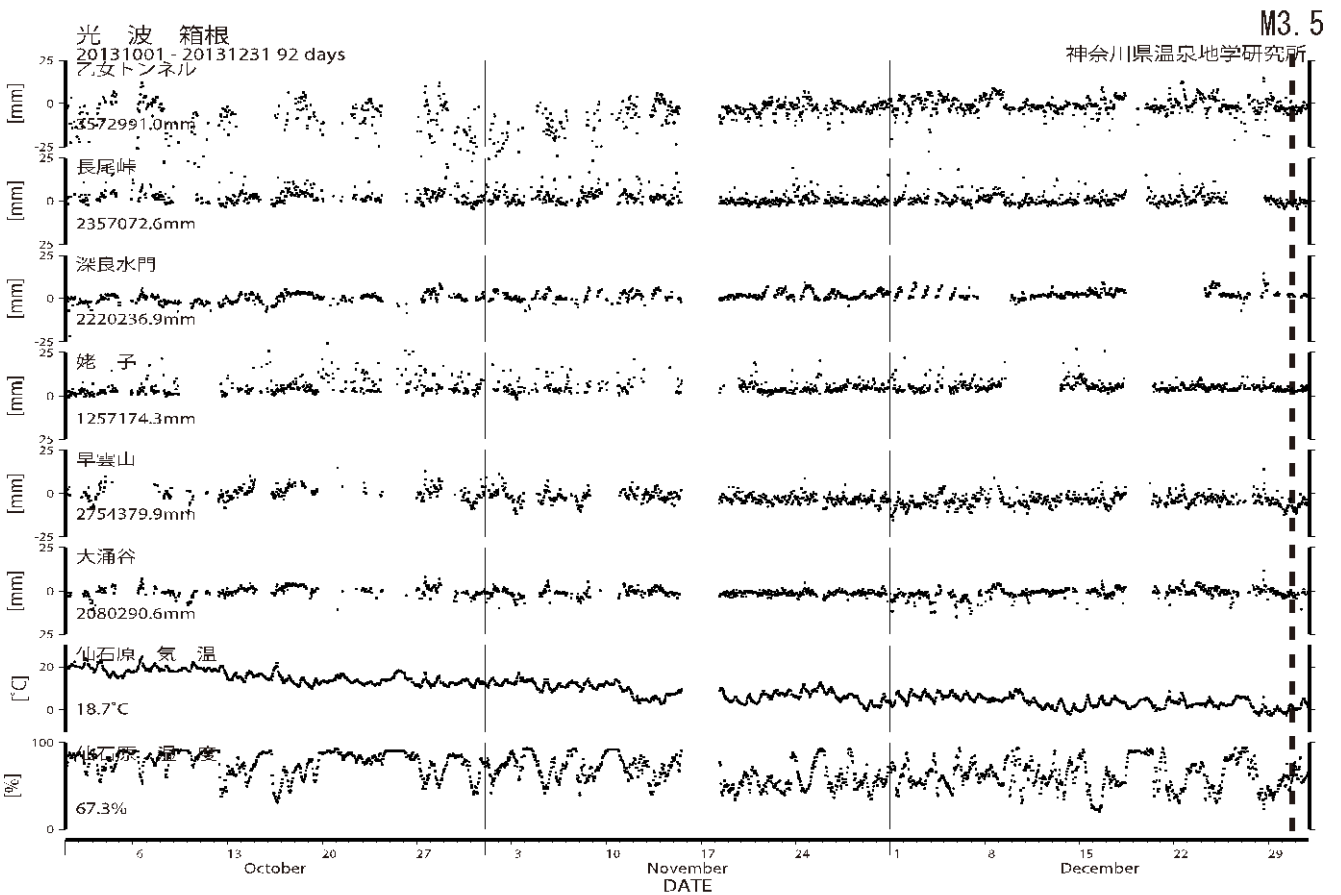 M3.5
光 波 箱根
20131001 - 20131231 92 days
神奈川県温泉地学研究所
25
乙女トンネル
[mm]
0
3572991.0mm
-25
25
長尾峠
[mm]
0
2357072.6mm
25
25
深良水門
[mm]
0
2220236.9mm
-25
25
姥 子
[mm]
0
1257174.3mm
25
25
早雲山
[mm]
0
2754379.9mm
-25
25
大涌谷
[mm]
0
2080290.6mm
25
仙石原 気 温
20
[°C]
0
18.7°C
100
仙石原 湿 度
[%]
67.3%
0
6 13 20 27 3 10 17 24 1 8 15 22 29
October November December
DATE